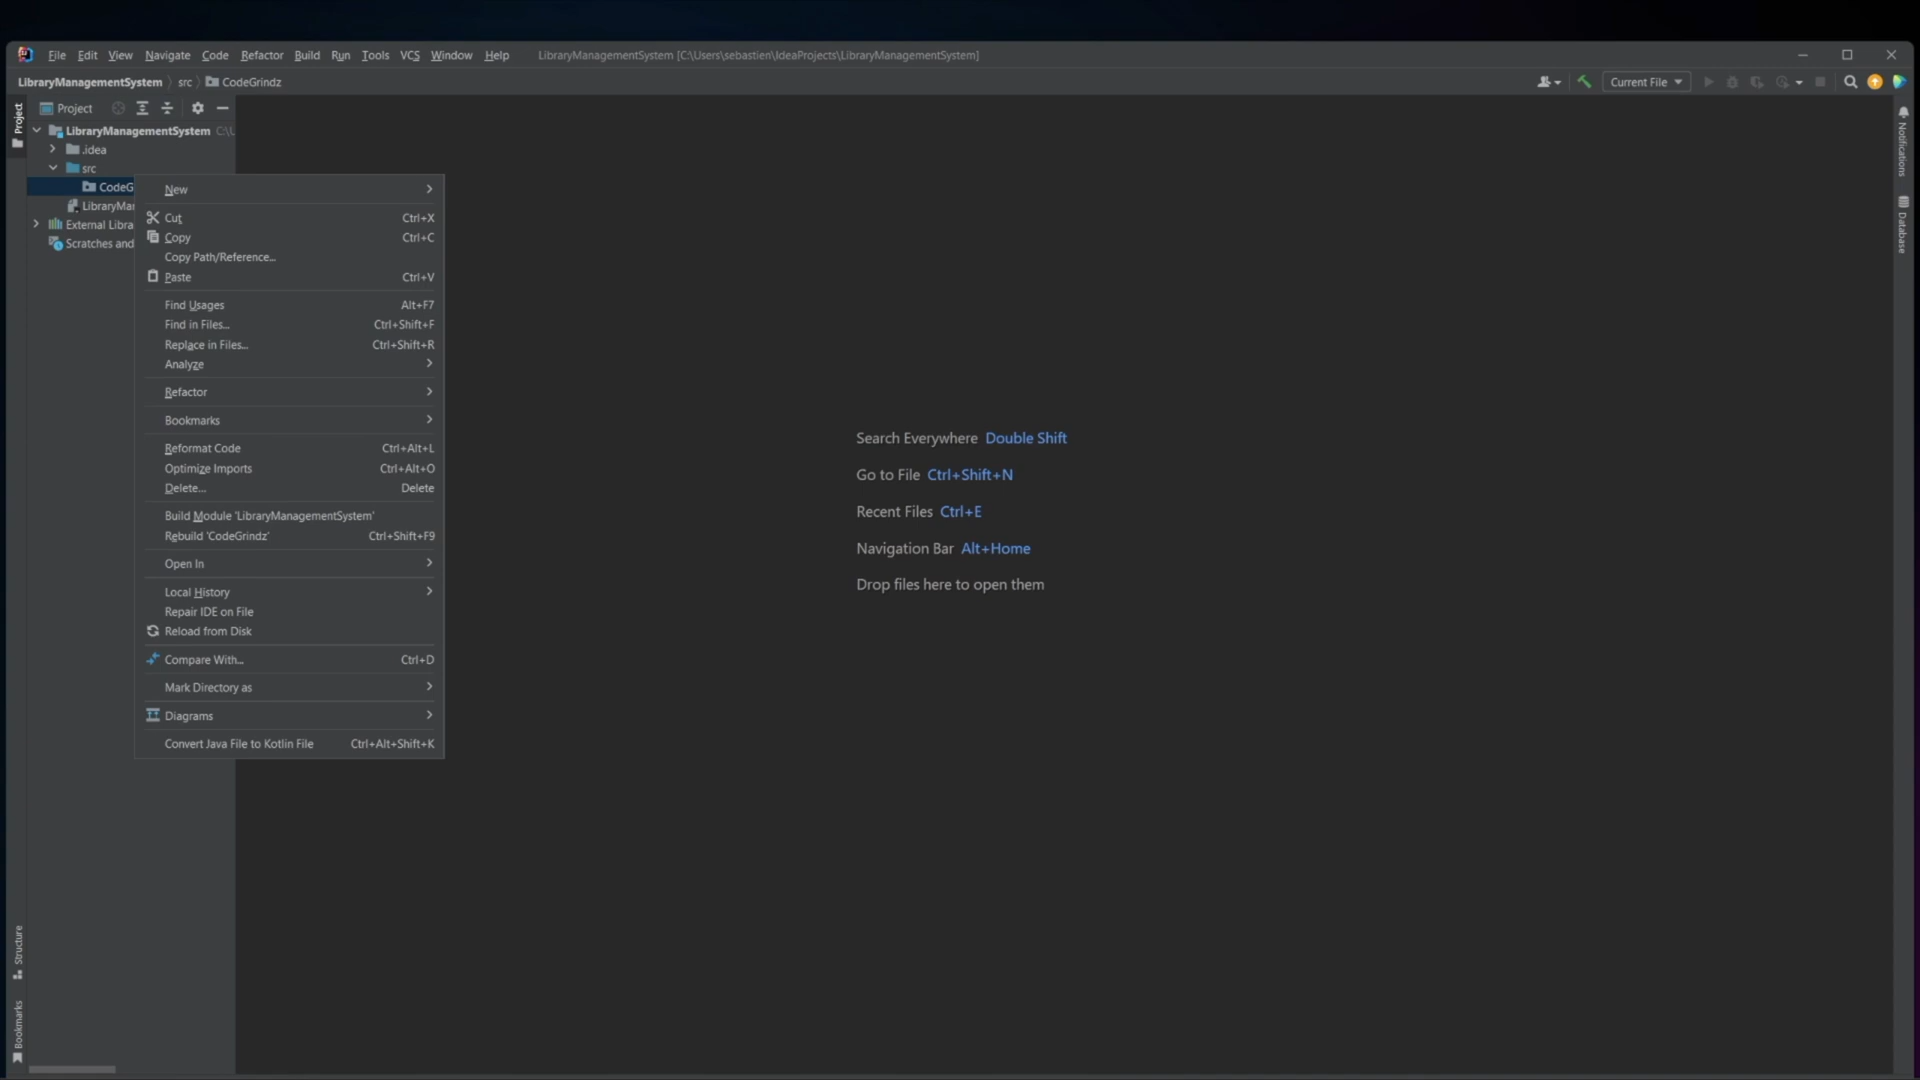 File Edit View Navigate Code Refactor Build Run Tools VCS Window Help LibraryManagementSystem [C:\Users\sebastien\IdeaProjects\LibraryManagementSystem]
LibraryManagementSystem src CodeGrindz Current File
Project
Project
LibraryManagementSystem C:\U
.idea
src
CodeG
LibraryMar
External Libra
Scratches and
New
Cut Ctrl+X
Copy Ctrl+C
Copy Path/Reference...
Paste Ctrl+V
Find Usages Alt+F7
Find in Files... Ctrl+Shift+F
Replace in Files... Ctrl+Shift+R
Analyze
Refactor
Bookmarks
Reformat Code Ctrl+Alt+L
Optimize Imports Ctrl+Alt+O
Delete... Delete
Build Module 'LibraryManagementSystem'
Rebuild 'CodeGrindz' Ctrl+Shift+F9
Open In
Local History
Repair IDE on File
Reload from Disk
Compare With... Ctrl+D
Mark Directory as
Diagrams
Convert Java File to Kotlin File Ctrl+Alt+Shift+K
Search Everywhere Double Shift
Go to File Ctrl+Shift+N
Recent Files Ctrl+E
Navigation Bar Alt+Home
Drop files here to open them
Notifications
Database
Structure
Bookmarks